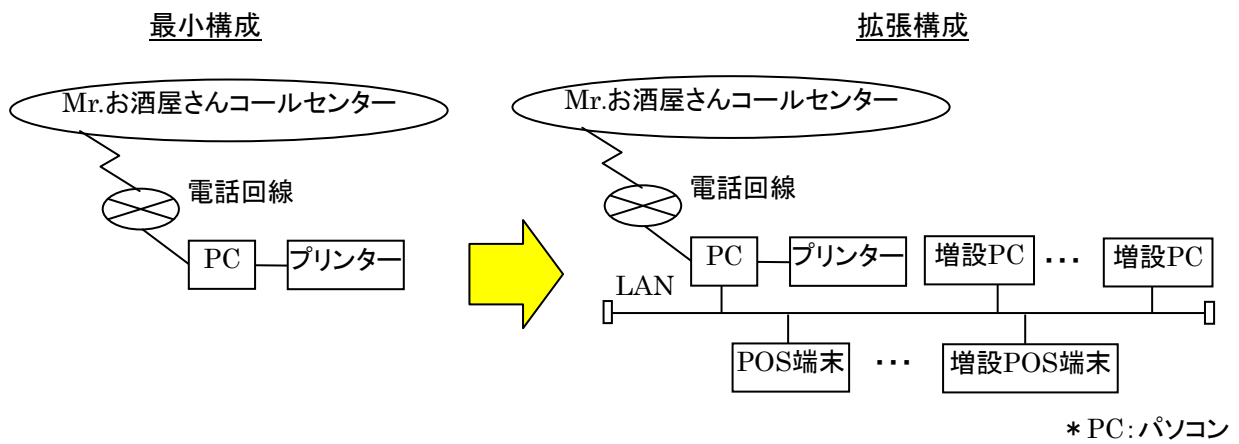 最小構成
Mr.お酒屋さんコールセンター
電話回線
PC
プリンター
拡張構成
Mr.お酒屋さんコールセンター
電話回線
PC
プリンター
増設PC
・・・
増設PC
LAN
POS端末
・・・
増設POS端末
*PC:パソコン